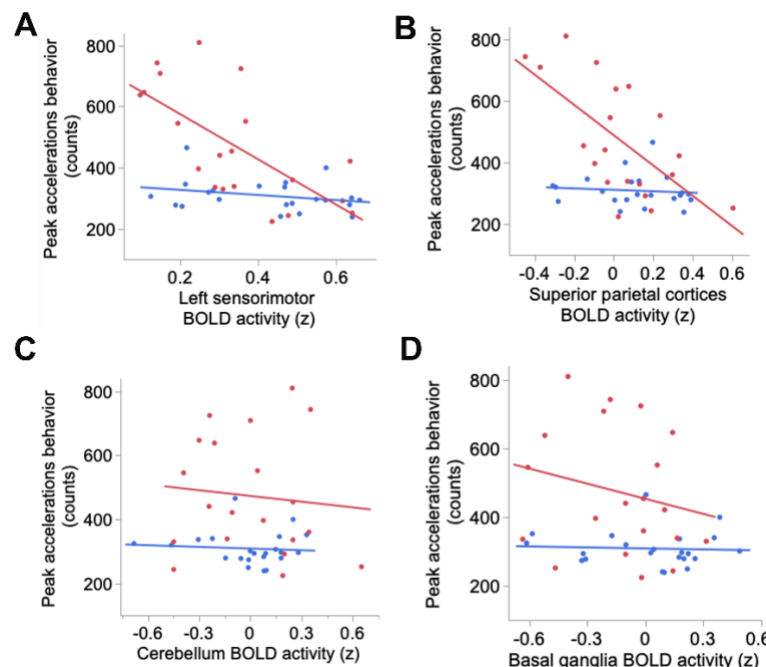 A
Peak accelerations behavior
(counts)
800
600
400
200
0.2 0.4 0.6
Left sensorimotor
BOLD activity (z)
B
Peak accelerations behavior
(counts)
800
600
400
200
-0.4 -0.2 0 0.2 0.4 0.6
Superior parietal cortices
BOLD activity (z)
C
Peak accelerations behavior
(counts)
800
600
400
200
-0.6 -0.3 0 0.3 0.6
Cerebellum BOLD activity (z)
D
Peak accelerations behavior
(counts)
800
600
400
200
-0.6 -0.3 0 0.3 0.6
Basal ganglia BOLD activity (z)